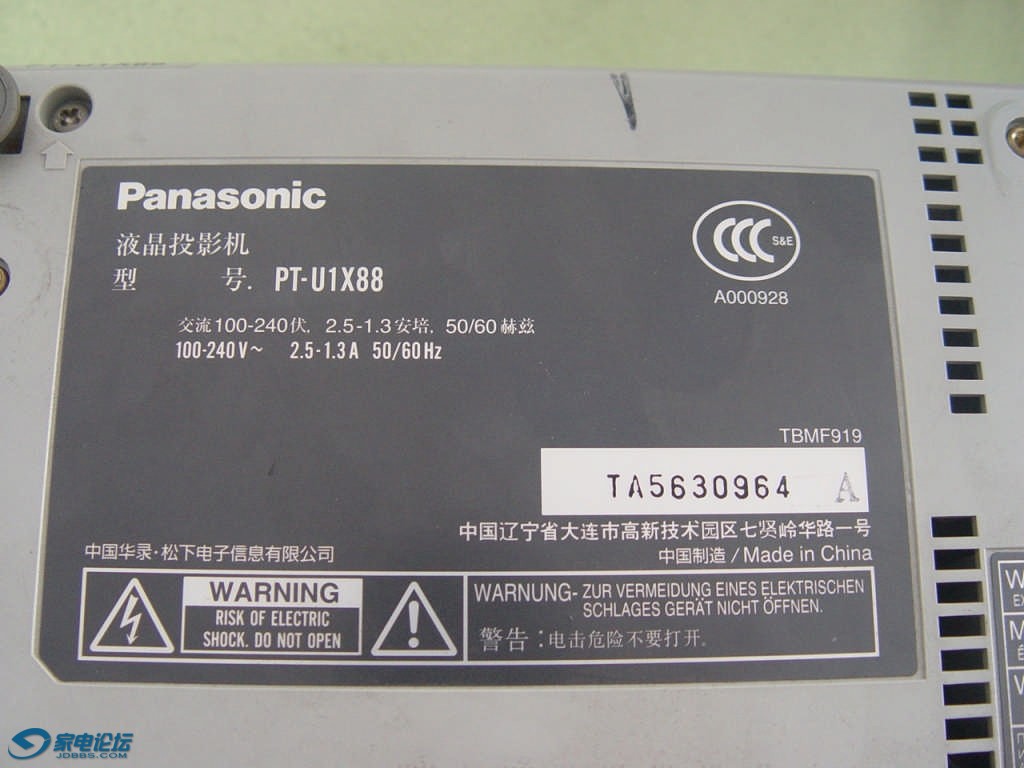 Panasonic
液晶投影机
型 号. PT-U1X88
交流100-240伏, 2.5-1.3安培, 50/60赫兹
100-240V~ 2.5-1.3A 50/60Hz
CCC S&E
A000928
TBMF919
TA5630964 A
中国辽宁省大连市高新技术园区七贤岭华路一号
中国华录·松下电子信息有限公司
中国制造/Made in China
WARNING
RISK OF ELECTRIC
SHOCK. DO NOT OPEN
WARNUNG- ZUR VERMEIDUNG EINES ELEKTRISCHEN
SCHLAGES GERÄT NICHT ÖFFNEN.
警告:电击危险不要打开.
家电论坛
JDBBS.COM